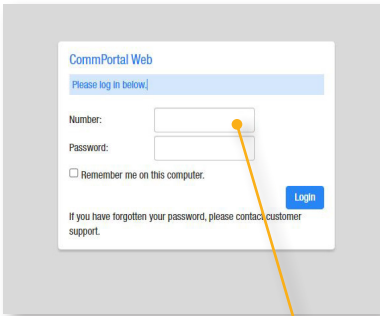 CommPortal Web
Please log in below.
Number:
Password:
Remember me on this computer.
Login
If you have forgotten your password, please contact customer
support.